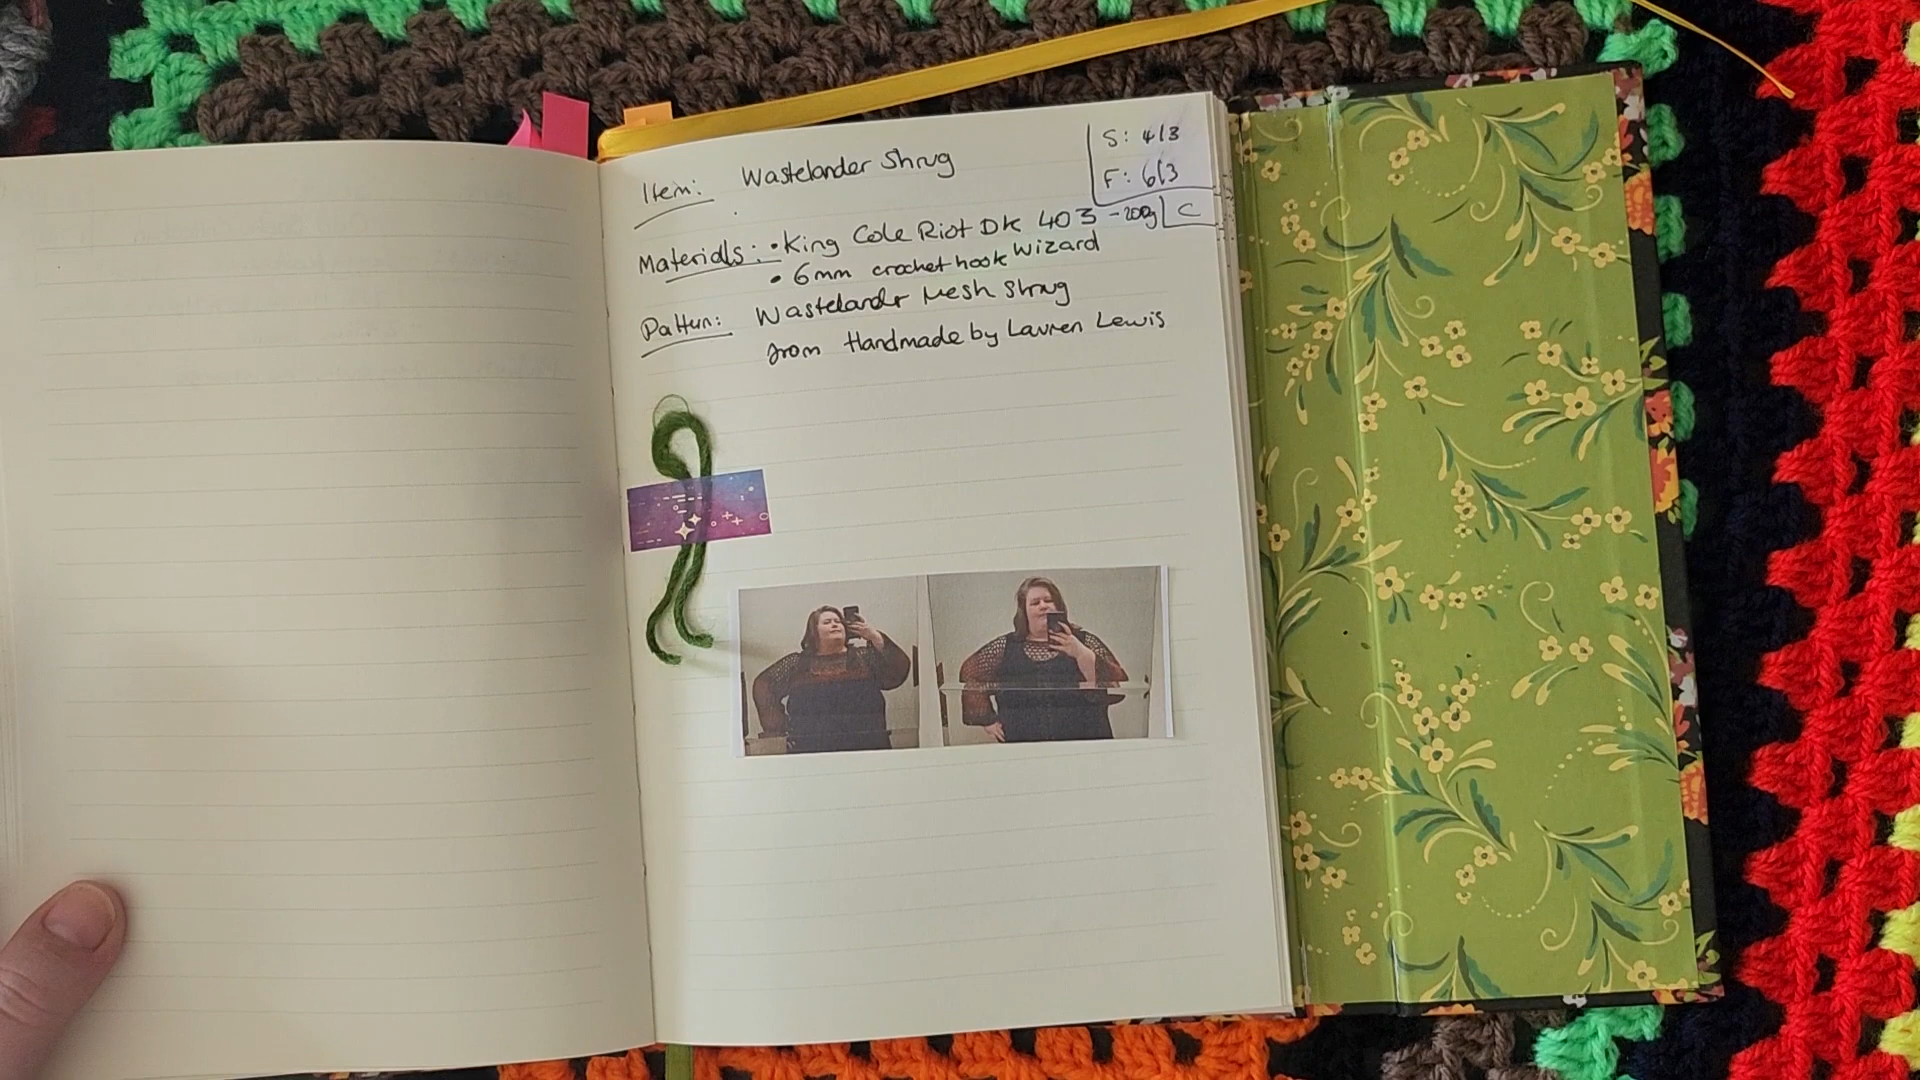 Item: Wastelander Shrug
S: 4/3
F: 6/3
Materials: • King Cole Riot DK 403 - 200g C
Wizard
• 6mm crochet hook
Pattern: Wastelander Mesh Shrug
from Handmade by Lauren Lewis